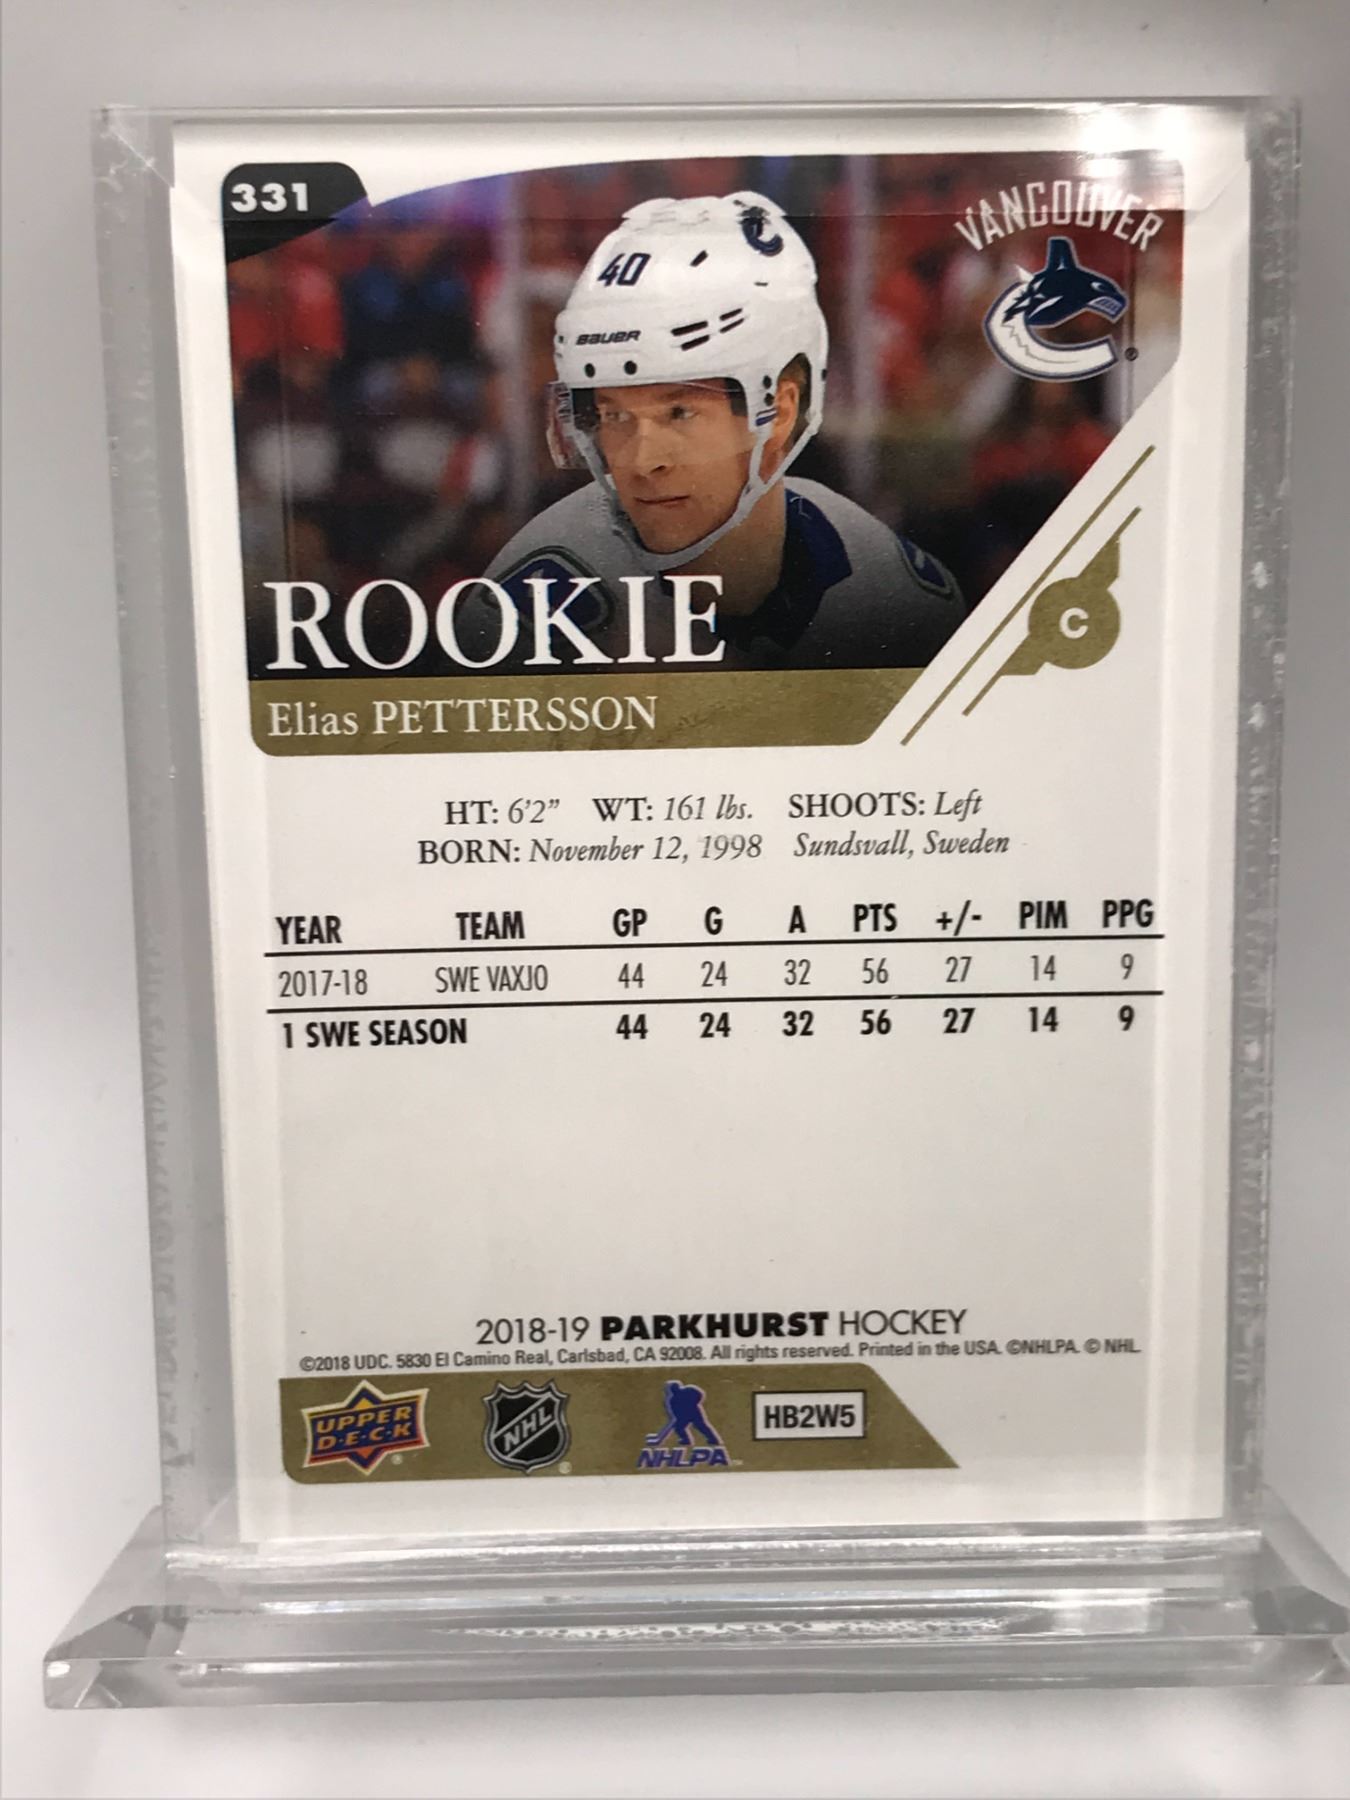 331
VANCOUVER
40
BAUER
ROOKIE
C
Elias PETTERSSON
HT: 6'2” WT: 161 lbs. SHOOTS: Left
BORN: November 12, 1998 Sundsvall, Sweden
YEAR TEAM GP G A PTS +/- PIM PPG
2017-18 SWE VAXJO 44 24 32 56 27 14 9
1 SWE SEASON 44 24 32 56 27 14 9
2018-19 PARKHURST HOCKEY
©2018 UDC. 5830 El Camino Real, Carlsbad, CA 92008. All rights reserved. Printed in the USA. ©NHLPA. © NHL.
UPPER
D·E·C·K
NHL
NHLPA
HB2W5